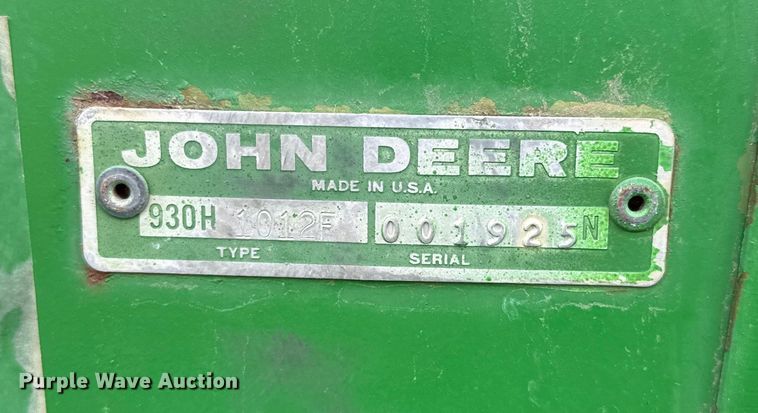 JOHN DEERE
MADE IN U.S.A.
930H 1012F 001925N
TYPE SERIAL
Purple Wave Auction